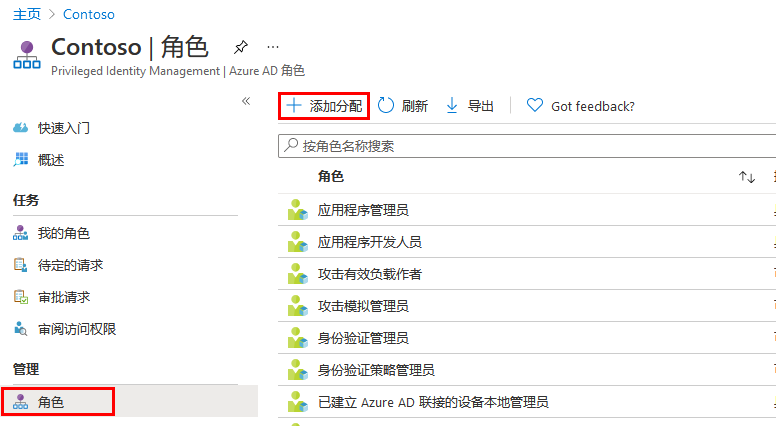 主页 > Contoso
Contoso | 角色
Privileged Identity Management | Azure AD 角色
快速入门
概述
任务
我的角色
待定的请求
审批请求
审阅访问权限
管理
角色
添加分配 刷新 导出 Got feedback?
按角色名称搜索
角色
应用程序管理员
应用程序开发人员
攻击有效负载作者
攻击模拟管理员
身份验证管理员
身份验证策略管理员
已建立 Azure AD 联接的设备本地管理员